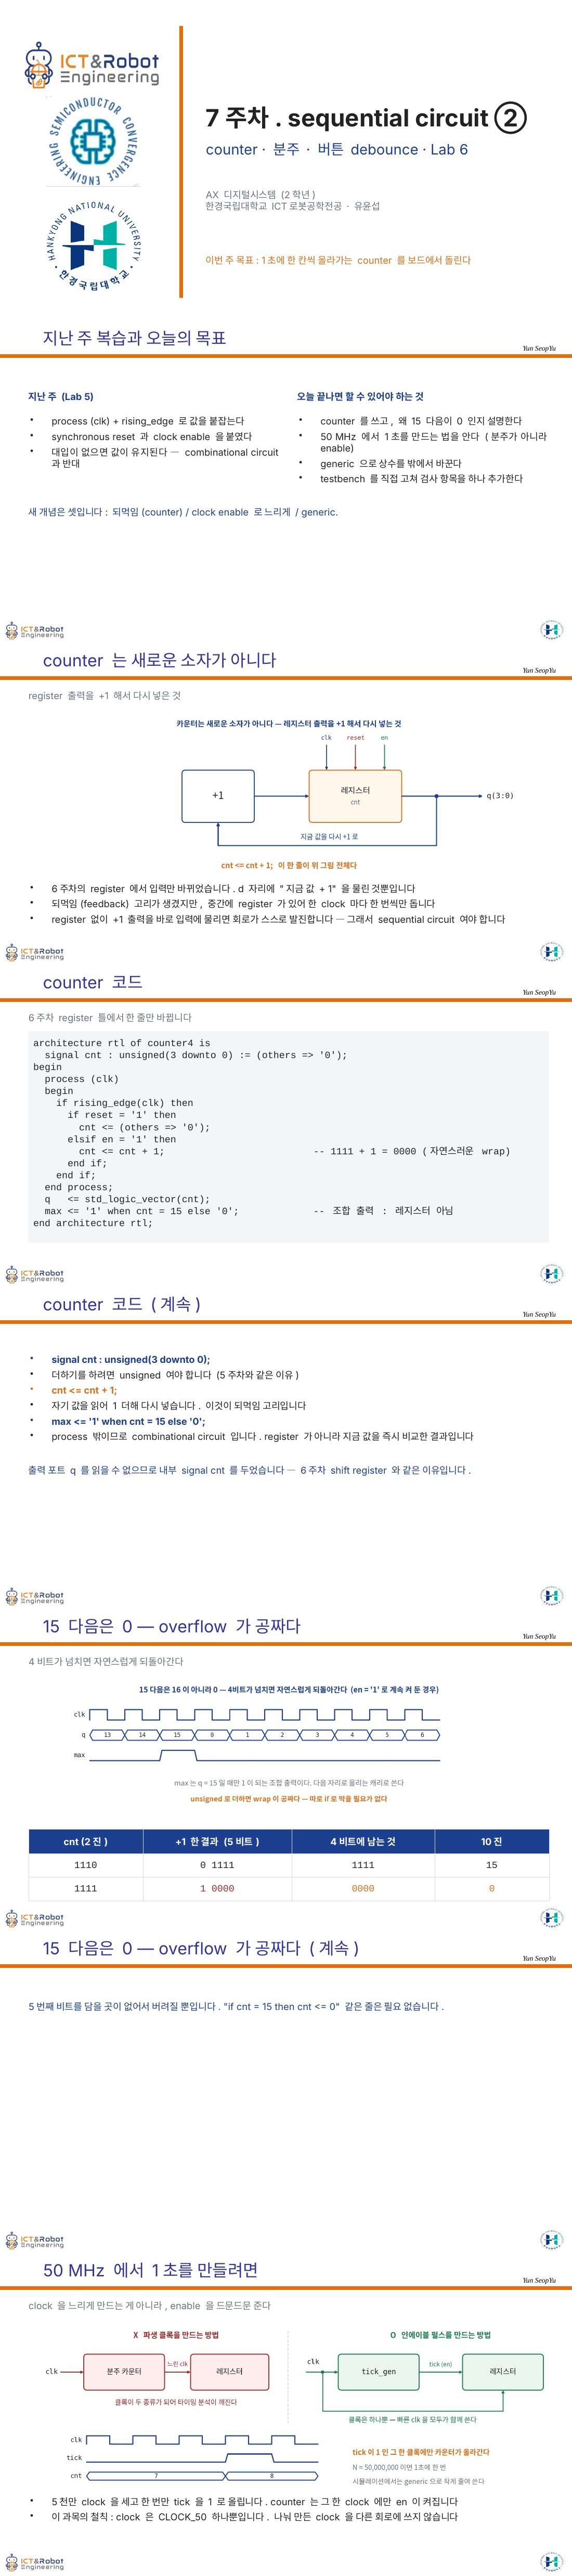 ICT&Robot
Engineering
SEMICONDUCTOR CONVERGENCE ENGINEERING
HANKYONG NATIONAL UNIVERSITY
· 한경국립대학교 ·
7 주차 . sequential circuit ②
counter · 분주 · 버튼 debounce · Lab 6
AX 디지털시스템 (2 학년 )
한경국립대학교 ICT 로봇공학전공 · 유윤섭
이번 주 목표 : 1 초에 한 칸씩 올라가는 counter 를 보드에서 돌린다
지난 주 복습과 오늘의 목표
Yun SeopYu
지난 주 (Lab 5)
process (clk) + rising_edge 로 값을 붙잡는다
synchronous reset 과 clock enable 을 붙였다
대입이 없으면 값이 유지된다 — combinational circuit
과 반대
오늘 끝나면 할 수 있어야 하는 것
counter 를 쓰고 , 왜 15 다음이 0 인지 설명한다
50 MHz 에서 1 초를 만드는 법을 안다 ( 분주가 아니라
enable)
generic 으로 상수를 밖에서 바꾼다
testbench 를 직접 고쳐 검사 항목을 하나 추가한다
새 개념은 셋입니다 : 되먹임 (counter) / clock enable 로 느리게 / generic.
ICT&Robot
Engineering
counter 는 새로운 소자가 아니다
Yun SeopYu
register 출력을 +1 해서 다시 넣은 것
카운터는 새로운 소자가 아니다 — 레지스터 출력을 +1 해서 다시 넣는 것
clk reset en
+1
레지스터
cnt
q(3:0)
지금 값을 다시 +1 로
cnt <= cnt + 1; 이 한 줄이 위 그림 전체다
6 주차의 register 에서 입력만 바뀌었습니다 . d 자리에 " 지금 값 + 1" 을 물린 것뿐입니다
되먹임 (feedback) 고리가 생겼지만 , 중간에 register 가 있어 한 clock 마다 한 번씩만 돕니다
register 없이 +1 출력을 바로 입력에 물리면 회로가 스스로 발진합니다 — 그래서 sequential circuit 여야 합니다
ICT&Robot
Engineering
counter 코드
Yun SeopYu
6 주차 register 틀에서 한 줄만 바뀝니다
architecture rtl of counter4 is
signal cnt : unsigned(3 downto 0) := (others => '0');
begin
process (clk)
begin
if rising_edge(clk) then
if reset = '1' then
cnt <= (others => '0');
elsif en = '1' then
cnt <= cnt + 1; -- 1111 + 1 = 0000 ( 자연스러운 wrap)
end if;
end if;
end process;
q <= std_logic_vector(cnt);
max <= '1' when cnt = 15 else '0'; -- 조합 출력 : 레지스터 아님
end architecture rtl;
ICT&Robot
Engineering
counter 코드 ( 계속 )
Yun SeopYu
signal cnt : unsigned(3 downto 0);
더하기를 하려면 unsigned 여야 합니다 (5 주차와 같은 이유 )
cnt <= cnt + 1;
자기 값을 읽어 1 더해 다시 넣습니다 . 이것이 되먹임 고리입니다
max <= '1' when cnt = 15 else '0';
process 밖이므로 combinational circuit 입니다 . register 가 아니라 지금 값을 즉시 비교한 결과입니다
출력 포트 q 를 읽을 수 없으므로 내부 signal cnt 를 두었습니다 — 6 주차 shift register 와 같은 이유입니다 .
ICT&Robot
Engineering
15 다음은 0 — overflow 가 공짜다
Yun SeopYu
4 비트가 넘치면 자연스럽게 되돌아간다
15 다음은 16 이 아니라 0 — 4비트가 넘치면 자연스럽게 되돌아간다 (en = '1' 로 계속 켜 둔 경우)
clk
q 13 14 15 0 1 2 3 4 5 6
max
max 는 q = 15 일 때만 1 이 되는 조합 출력이다. 다음 자리로 올리는 캐리로 쓴다
unsigned 로 더하면 wrap 이 공짜다 — 따로 if 로 막을 필요가 없다
cnt (2 진 ) +1 한 결과 (5 비트 ) 4 비트에 남는 것 10 진
1110 0 1111 1111 15
1111 1 0000 0000 0
ICT&Robot
Engineering
15 다음은 0 — overflow 가 공짜다 ( 계속 )
Yun SeopYu
5 번째 비트를 담을 곳이 없어서 버려질 뿐입니다 . "if cnt = 15 then cnt <= 0" 같은 줄은 필요 없습니다 .
ICT&Robot
Engineering
50 MHz 에서 1 초를 만들려면
Yun SeopYu
clock 을 느리게 만드는 게 아니라 , enable 을 드문드문 준다
X 파생 클록을 만드는 방법
clk
분주 카운터
느린 clk
레지스터
클록이 두 종류가 되어 타이밍 분석이 깨진다
O 인에이블 펄스를 만드는 방법
clk
tick_gen
tick (en)
레지스터
클록은 하나뿐 — 빠른 clk 을 모두가 함께 쓴다
clk
tick
cnt 7 8
tick 이 1 인 그 한 클록에만 카운터가 올라간다
N = 50,000,000 이면 1초에 한 번
시뮬레이션에서는 generic 으로 작게 줄여 쓴다
5 천만 clock 을 세고 한 번만 tick 을 1 로 올립니다 . counter 는 그 한 clock 에만 en 이 켜집니다
이 과목의 철칙 : clock 은 CLOCK_50 하나뿐입니다 . 나눠 만든 clock 을 다른 회로에 쓰지 않습니다
ICT&Robot
Engineering